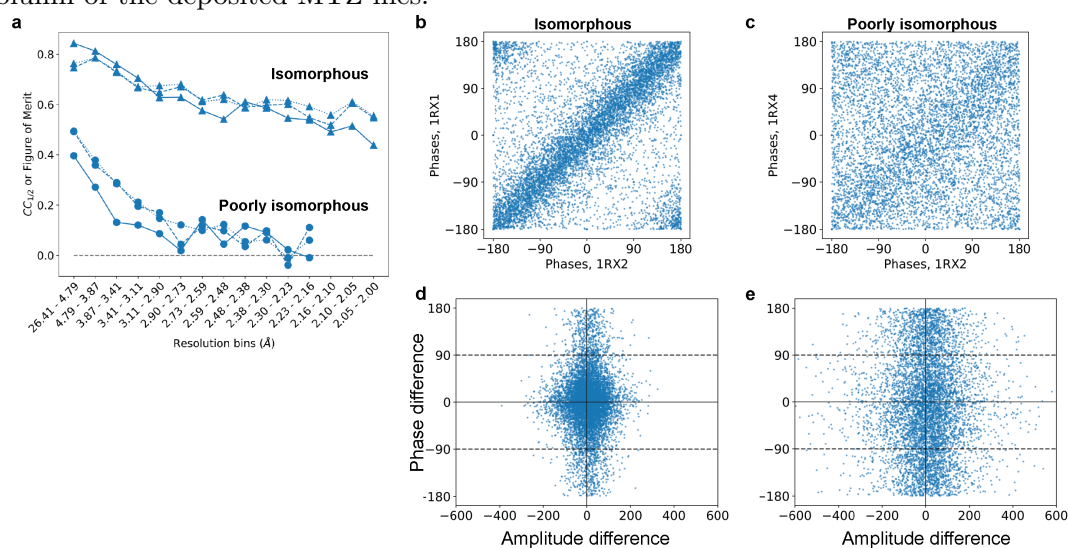 column of the deposited MTZ files.
a
Isomorphous
Poorly isomorphous
CC1/2 or Figure of Merit
0.8
0.6
0.4
0.2
0.0
26.41 - 4.79
4.79 - 3.87
3.87 - 3.41
3.41 - 3.11
3.11 - 2.90
2.90 - 2.73
2.73 - 2.59
2.59 - 2.48
2.48 - 2.38
2.38 - 2.30
2.30 - 2.23
2.23 - 2.16
2.16 - 2.10
2.10 - 2.05
2.05 - 2.00
Resolution bins (Å)
b
Isomorphous
Phases, 1RX1
180
90
0
−90
−180
−180 −90 0 90 180
Phases, 1RX2
c
Poorly isomorphous
Phases, 1RX4
180
90
0
−90
−180
−180 −90 0 90 180
Phases, 1RX2
d
Phase difference
180
90
0
−90
-180
−600 −400 −200 0 200 400 600
Amplitude difference
e
180
90
0
−90
-180
−600 −400 −200 0 200 400 600
Amplitude difference